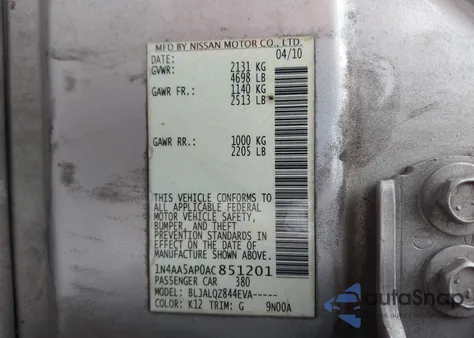 MFD BY NISSAN MOTOR CO., LTD.
DATE: 04/10
GVWR: 2131 KG
4698 LB
GAWR FR.: 1140 KG
2513 LB
GAWR RR.: 1000 KG
2205 LB
THIS VEHICLE CONFORMS TO
ALL APPLICABLE FEDERAL
MOTOR VEHICLE SAFETY,
BUMPER, AND THEFT
PREVENTION STANDARDS IN
EFFECT ON THE DATE OF
MANUFACTURE SHOWN ABOVE.
1N4AA5AP0AC851201
PASSENGER CAR 380
MODEL: BLJALQZ844EVA-----
COLOR: K12 TRIM: G 9N00A
autoSnap